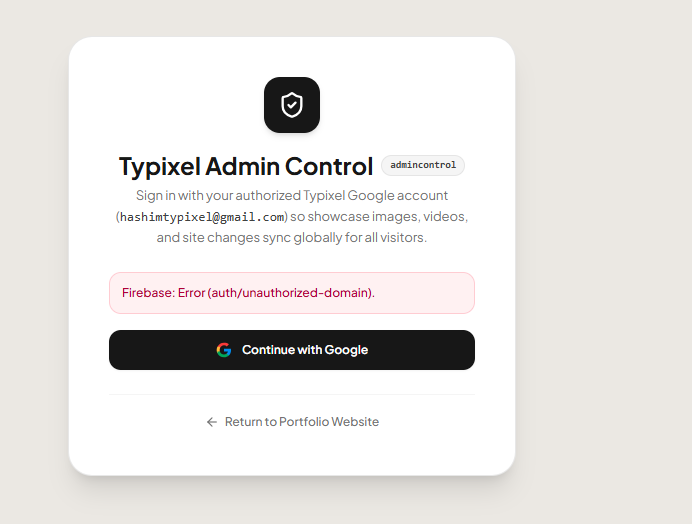 Typixel Admin Control admincontrol
Sign in with your authorized Typixel Google account
(hashimtypixel@gmail.com) so showcase images, videos,
and site changes sync globally for all visitors.
Firebase: Error (auth/unauthorized-domain).
Continue with Google
← Return to Portfolio Website